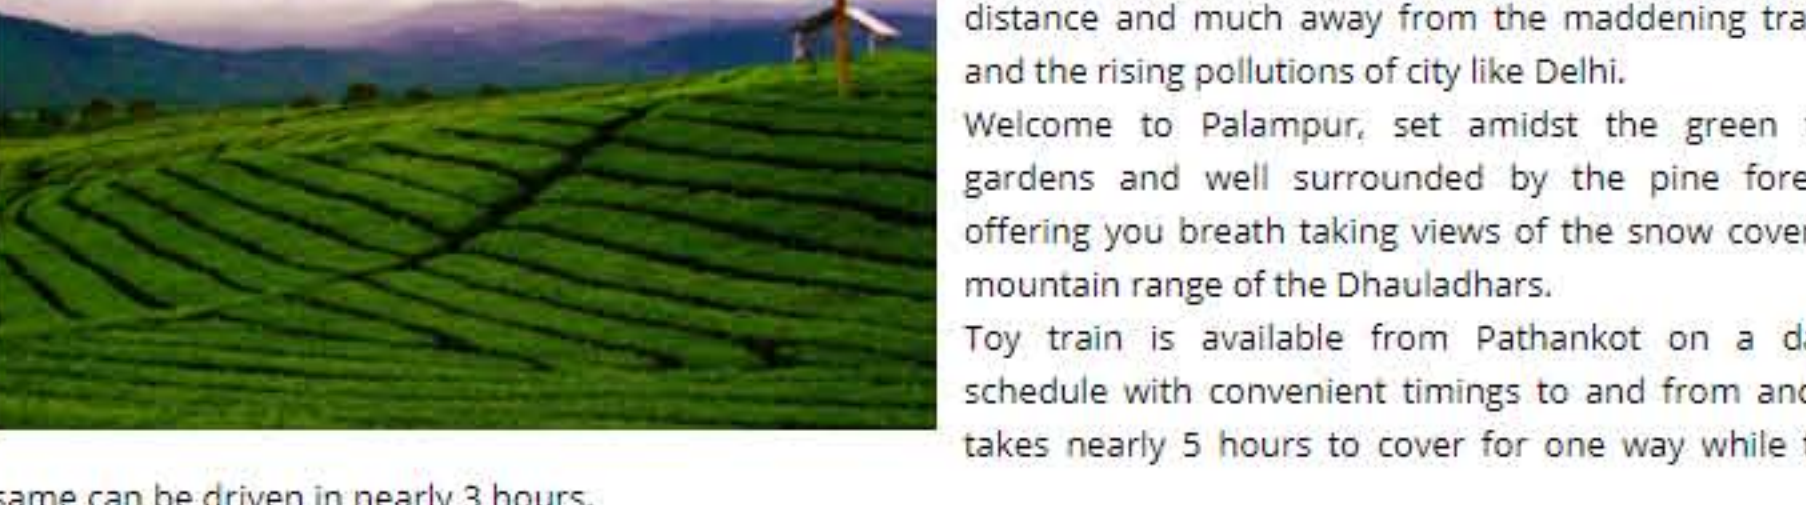 distance and much away from the maddening
and the rising pollutions of city like Delhi.
Welcome to Palampur, set amidst the green
gardens and well surrounded by the pine
offering you breath taking views of the snow
mountain range of the Dhauladhars.
Toy train is available from Pathankot on a
schedule with convenient timings to and from
takes nearly 5 hours to cover for one way while
same can be driven in nearly 3 hours.